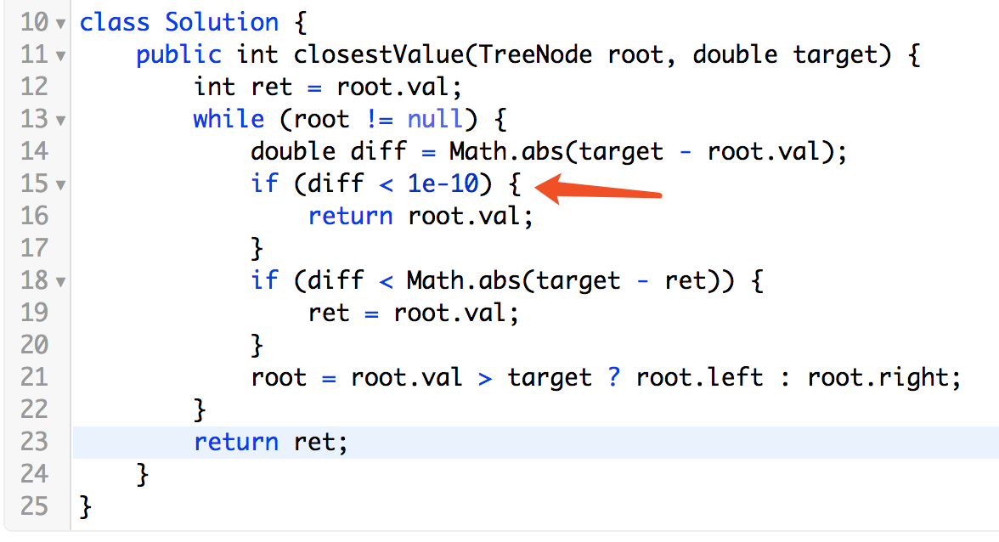 10 class Solution {
11     public int closestValue(TreeNode root, double target) {
12         int ret = root.val;
13         while (root != null) {
14             double diff = Math.abs(target - root.val);
15             if (diff < 1e-10) {
16                 return root.val;
17             }
18             if (diff < Math.abs(target - ret)) {
19                 ret = root.val;
20             }
21             root = root.val > target ? root.left : root.right;
22         }
23         return ret;
24     }
25 }